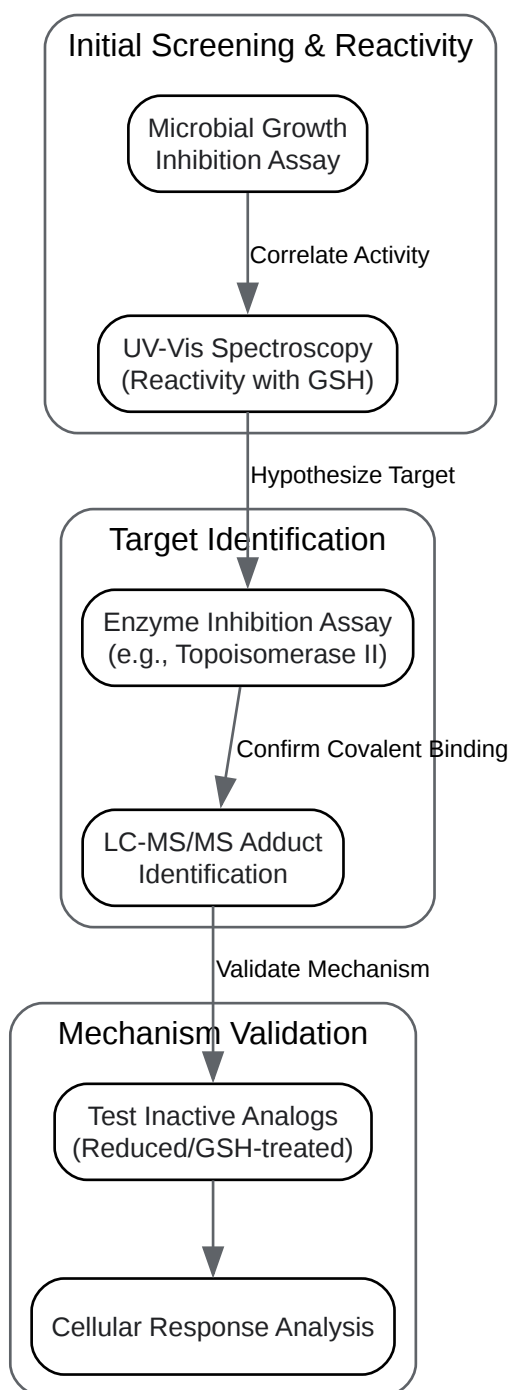 Initial Screening & Reactivity
Microbial Growth
Inhibition Assay
Correlate Activity
UV-Vis Spectroscopy
(Reactivity with GSH)
Hypothesize Target
Target Identification
Enzyme Inhibition Assay
(e.g., Topoisomerase II)
Confirm Covalent Binding
LC-MS/MS Adduct
Identification
Validate Mechanism
Mechanism Validation
Test Inactive Analogs
(Reduced/GSH-treated)
Cellular Response Analysis